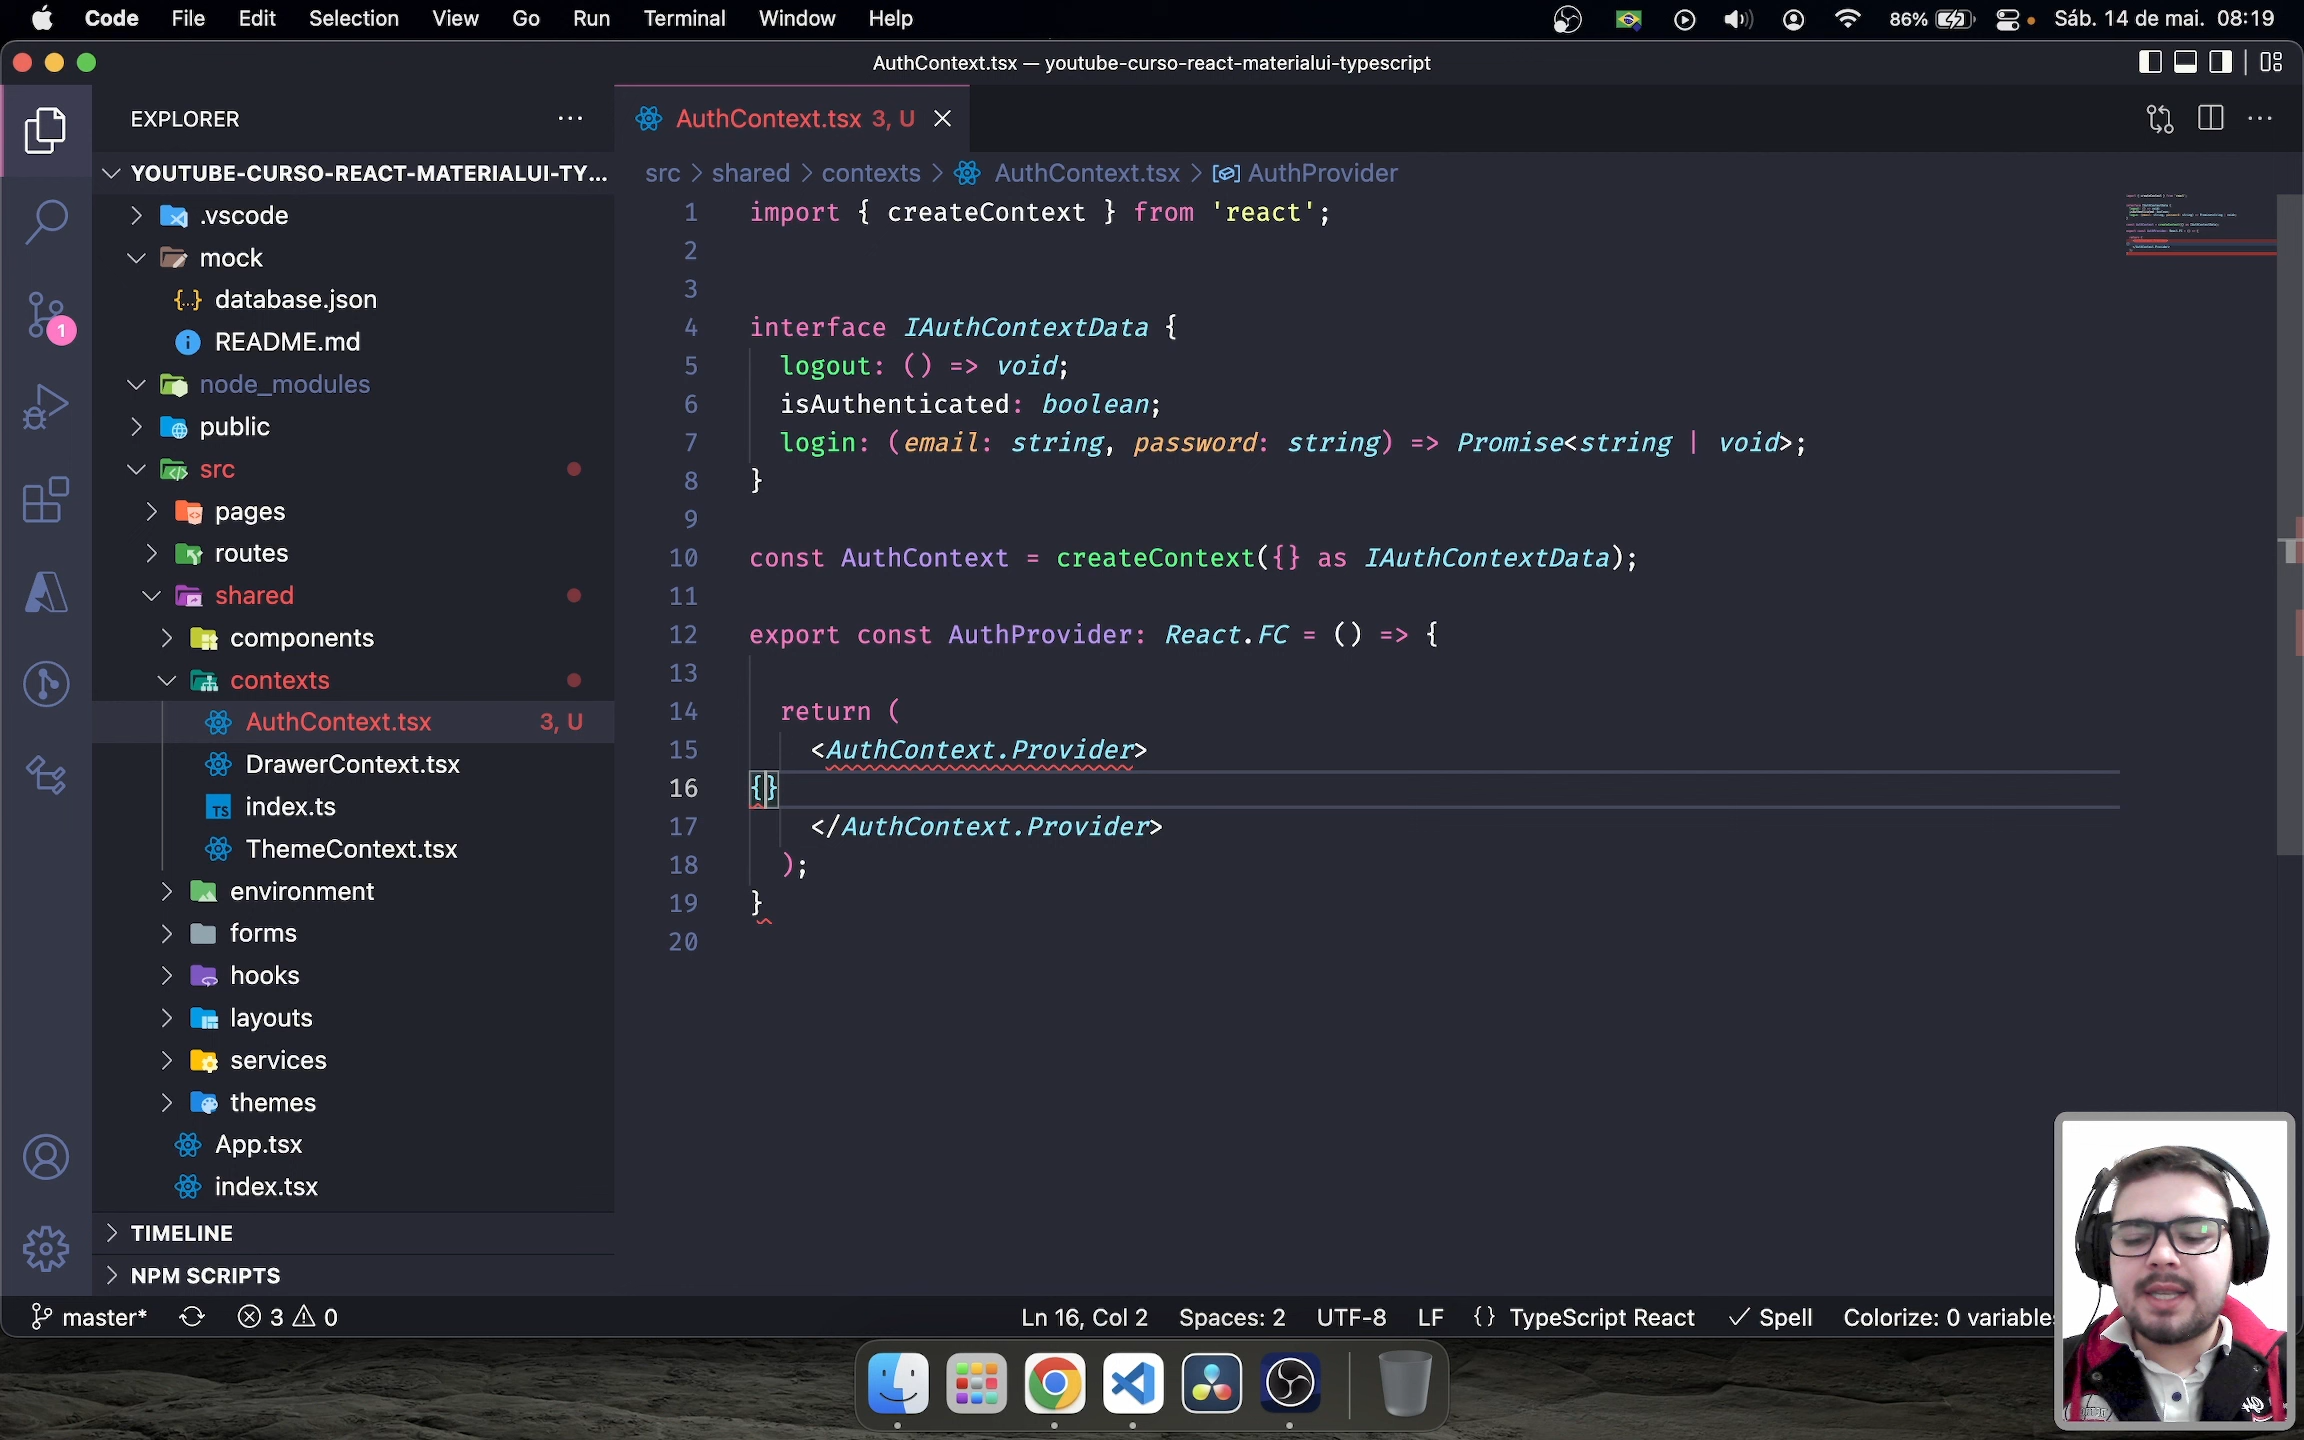 Code File Edit Selection View Go Run Terminal Window Help 86% Sáb. 14 de mai. 08:19
AuthContext.tsx — youtube-curso-react-materialui-typescript
EXPLORER
YOUTUBE-CURSO-REACT-MATERIALUI-TY...
.vscode
mock
database.json
README.md
node_modules
public
src
pages
routes
shared
components
contexts
AuthContext.tsx 3, U
DrawerContext.tsx
index.ts
ThemeContext.tsx
environment
forms
hooks
layouts
services
themes
App.tsx
index.tsx
TIMELINE
NPM SCRIPTS
1
AuthContext.tsx 3, U
src > shared > contexts > AuthContext.tsx > AuthProvider
1 import { createContext } from 'react';
2
3
4 interface IAuthContextData {
5 logout: () => void;
6 isAuthenticated: boolean;
7 login: (email: string, password: string) => Promise<string | void>;
8 }
9
10 const AuthContext = createContext({} as IAuthContextData);
11
12 export const AuthProvider: React.FC = () => {
13
14 return (
15 <AuthContext.Provider>
16 {}
17 </AuthContext.Provider>
18 );
19 }
20
master* 3 0 Ln 16, Col 2 Spaces: 2 UTF-8 LF {} TypeScript React Spell Colorize: 0 variables